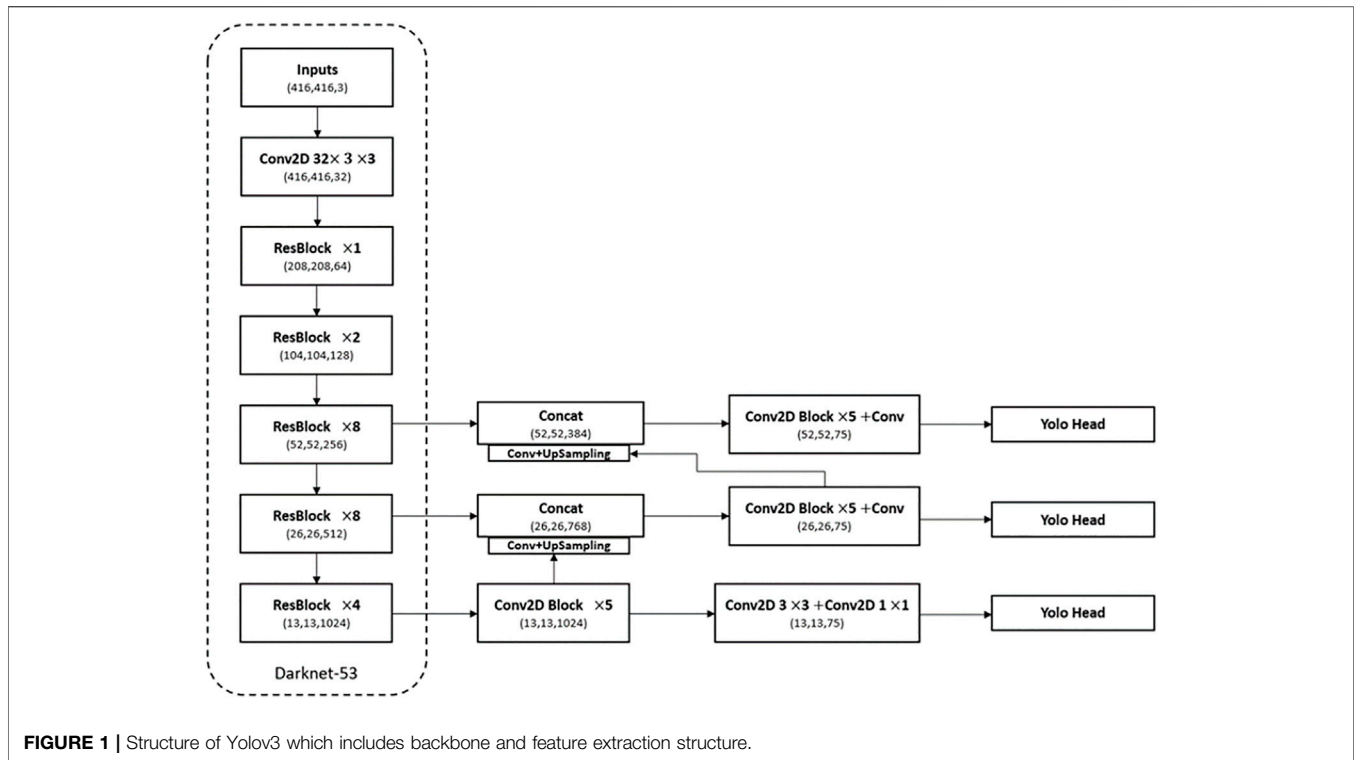 Inputs
(416,416,3)
Conv2D 32× 3 ×3
(416,416,32)
ResBlock ×1
(208,208,64)
ResBlock ×2
(104,104,128)
ResBlock ×8
(52,52,256)
Concat
(52,52,384)
Conv+UpSampling
Conv2D Block ×5 +Conv
(52,52,75)
Yolo Head
ResBlock ×8
(26,26,512)
Concat
(26,26,768)
Conv+UpSampling
Conv2D Block ×5 +Conv
(26,26,75)
Yolo Head
ResBlock ×4
(13,13,1024)
Conv2D Block ×5
(13,13,1024)
Conv2D 3 ×3 +Conv2D 1 ×1
(13,13,75)
Yolo Head
Darknet-53
FIGURE 1 | Structure of Yolov3 which includes backbone and feature extraction structure.